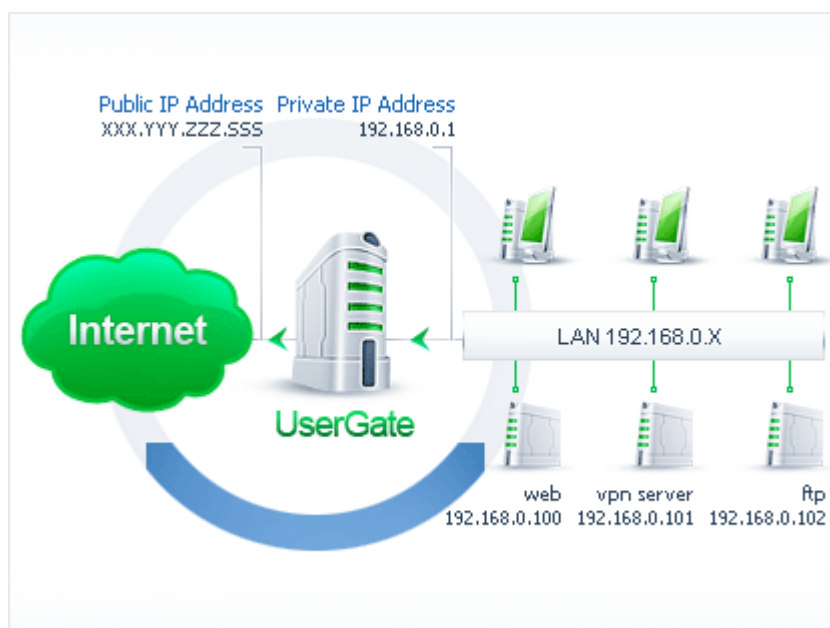 Public IP Address
XXX.YYY.ZZZ.SSS
Private IP Address
192.168.0.1
Internet
UserGate
LAN 192.168.0.X
web
192.168.0.100
vpn server
192.168.0.101
ftp
192.168.0.102